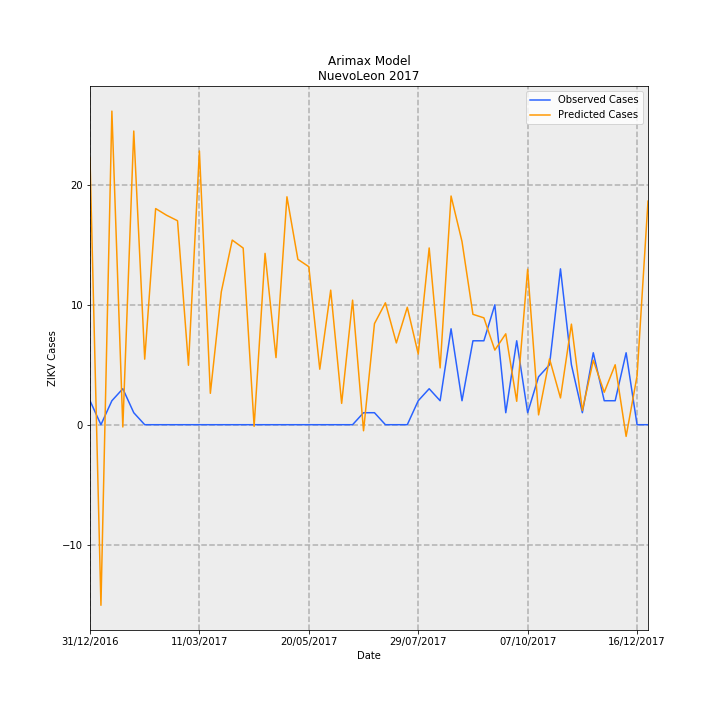 Arimax Model
NuevoLeon 2017
Observed Cases
Predicted Cases
ZIKV Cases
20
10
0
−10
31/12/2016
11/03/2017
20/05/2017
29/07/2017
07/10/2017
16/12/2017
Date